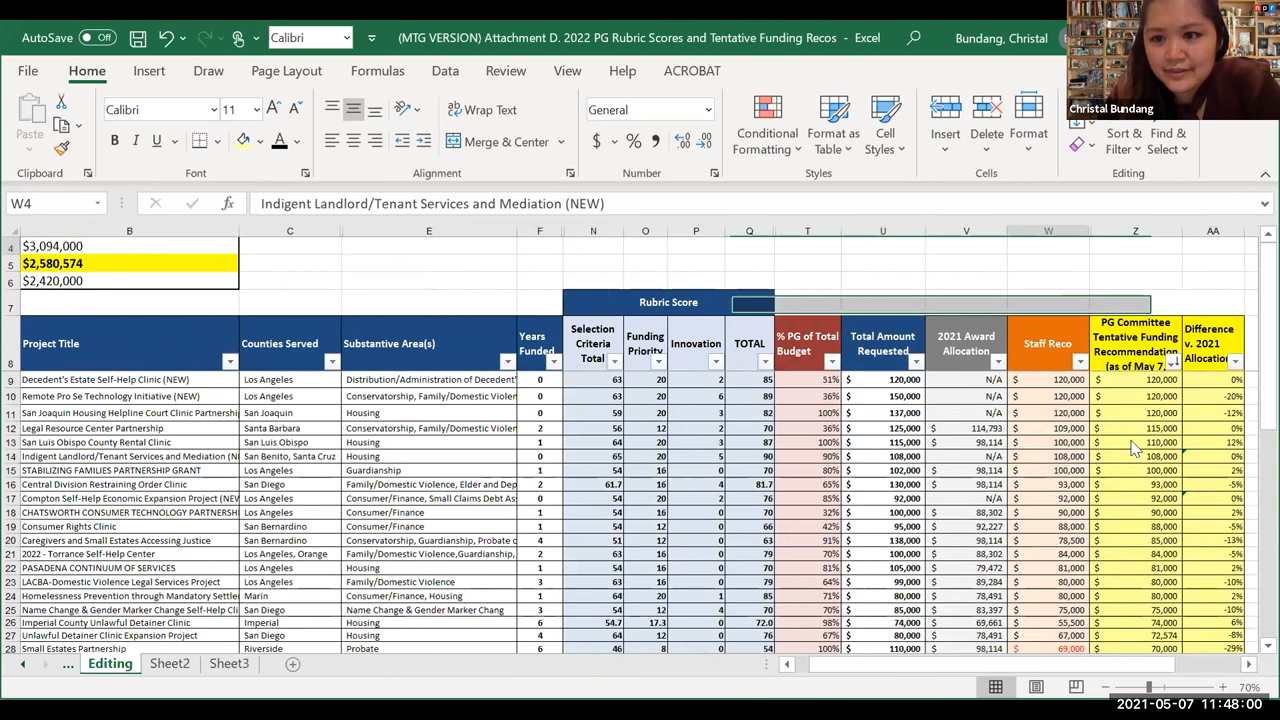 AutoSave Off Calibri (MTG VERSION) Attachment D. 2022 PG Rubric Scores and Tentative Funding Recos - Excel Bundang, Christal
npr
Christal Bundang
File Home Insert Draw Page Layout Formulas Data Review View Help ACROBAT
Paste Calibri 11 A A B I U A Wrap Text Merge & Center General $ % Conditional Formatting Format as Table Cell Styles Insert Delete Format Sort & Filter Find & Select
Clipboard Font Alignment Number Styles Cells Editing
W4 fx Indigent Landlord/Tenant Services and Mediation (NEW)
B C E F N O P Q T U V W Z AA
4 $3,094,000
5 $2,580,574
6 $2,420,000
7 Rubric Score
8 Project Title Counties Served Substantive Area(s) Years Funded Selection Criteria Total Funding Priority Innovation TOTAL % PG of Total Budget Total Amount Requested 2021 Award Allocation Staff Reco PG Committee Tentative Funding Recommendation (as of May 7, Difference v. 2021 Allocation
9 Decedent's Estate Self-Help Clinic (NEW) Los Angeles Distribution/Administration of Decedent' 0 63 20 2 85 51% $ 120,000 N/A $ 120,000 $ 120,000 0%
10 Remote Pro Se Technology Initiative (NEW) Los Angeles Conservatorship, Family/Domestic Violen 0 63 20 6 89 36% $ 150,000 N/A $ 120,000 $ 120,000 -20%
11 San Joaquin Housing Helpline Court Clinic Partnership San Joaquin Housing 0 59 20 3 82 100% $ 137,000 N/A $ 120,000 $ 120,000 -12%
12 Legal Resource Center Partnership Santa Barbara Conservatorship, Family/Domestic Violen 2 56 12 2 70 67% $ 125,000 $ 114,793 $ 109,000 $ 115,000 0%
13 San Luis Obispo County Rental Clinic San Luis Obispo Housing 1 64 20 3 87 100% $ 115,000 $ 98,114 $ 100,000 $ 110,000 12%
14 Indigent Landlord/Tenant Services and Mediation (N San Benito, Santa Cruz Housing 0 65 20 5 90 90% $ 108,000 N/A $ 108,000 $ 108,000 0%
15 STABILIZING FAMILIES PARTNERSHIP GRANT Los Angeles Guardianship 1 54 16 0 70 80% $ 102,000 $ 98,114 $ 100,000 $ 100,000 2%
16 Central Division Restraining Order Clinic San Diego Family/Domestic Violence, Elder and Dep 2 61.7 16 4 81.7 65% $ 130,000 $ 98,114 $ 93,000 $ 93,000 -5%
17 Compton Self-Help Economic Expansion Project (NEW Los Angeles Consumer/Finance, Small Claims Debt As 0 54 20 2 76 85% $ 92,000 N/A $ 92,000 $ 92,000 0%
18 CHATSWORTH CONSUMER TECHNOLOGY PARTNERSH Los Angeles Consumer/Finance 1 54 16 0 70 32% $ 100,000 $ 88,302 $ 90,000 $ 90,000 2%
19 Consumer Rights Clinic San Bernardino Consumer/Finance 1 54 12 0 66 42% $ 95,000 $ 92,227 $ 88,000 $ 88,000 -5%
20 Caregivers and Small Estates Accessing Justice San Bernardino Conservatorship, Guardianship, Probate o 4 51 12 0 63 91% $ 138,000 $ 98,114 $ 78,500 $ 85,000 -13%
21 2022 - Torrance Self-Help Center Los Angeles, Orange Family/Domestic Violence,Guardianship, 2 63 16 0 79 70% $ 100,000 $ 88,302 $ 84,000 $ 84,000 -5%
22 PASADENA CONTINUUM OF SERVICES Los Angeles Housing 1 54 16 0 70 81% $ 105,000 $ 79,472 $ 81,000 $ 81,000 2%
23 LACBA-Domestic Violence Legal Services Project Los Angeles Family/Domestic Violence 3 63 16 0 79 64% $ 99,000 $ 89,284 $ 80,000 $ 80,000 -10%
24 Homelessness Prevention through Mandatory Settle Marin Consumer/Finance, Housing 1 68 16 1 85 71% $ 80,000 $ 78,491 $ 80,000 $ 80,000 2%
25 Name Change & Gender Marker Change Self-Help Cli San Diego Name Change & Gender Marker Chang 3 54 12 4 70 70% $ 85,000 $ 83,397 $ 75,000 $ 75,000 -10%
26 Imperial County Unlawful Detainer Clinic Imperial Housing 6 54.7 17.3 0 72.0 98% $ 74,000 $ 69,661 $ 55,500 $ 74,000 6%
27 Unlawful Detainer Clinic Expansion Project San Diego Housing 4 64 12 0 76 67% $ 80,000 $ 78,491 $ 67,000 $ 72,574 -8%
28 Small Estates Partnership Riverside Probate 6 46 8 0 54 24% $ 110,000 $ 98,114 $ 69,000 $ 70,000 -29%
... Editing Sheet2 Sheet3
70%
2021-05-07 11:48:00